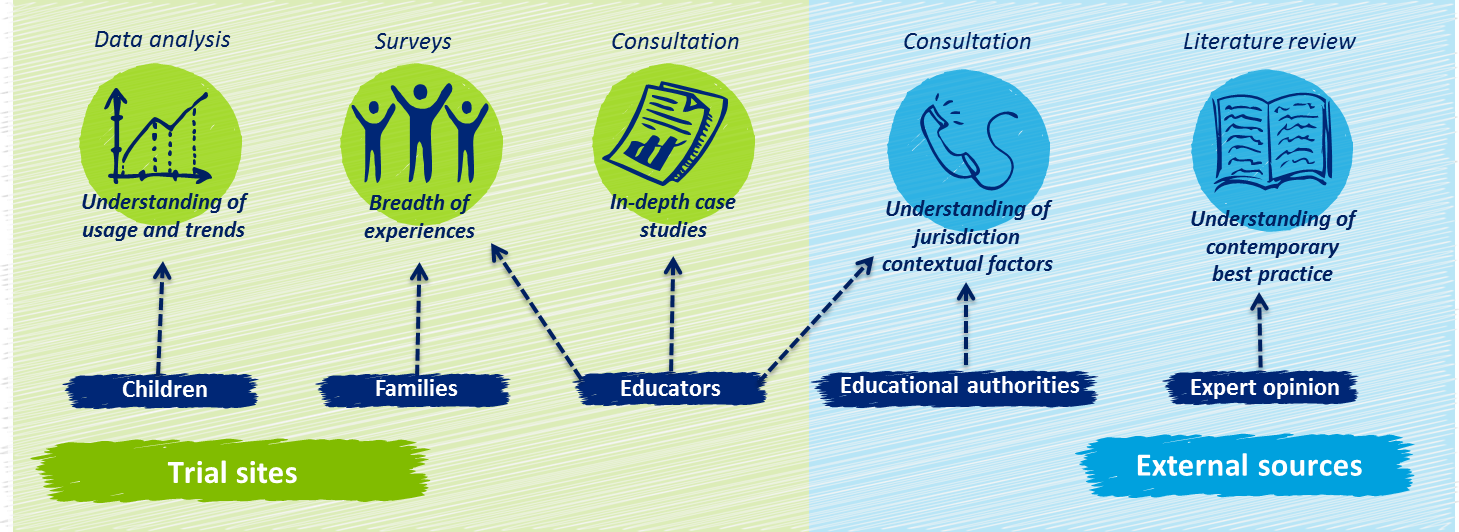 Data analysis
Surveys
Consultation
Consultation
Literature review
Understanding of
usage and trends
Breadth of
experiences
In-depth case
studies
Understanding of
jurisdiction
contextual factors
Understanding of
contemporary
best practice
Children
Families
Educators
Educational authorities
Expert opinion
Trial sites
External sources